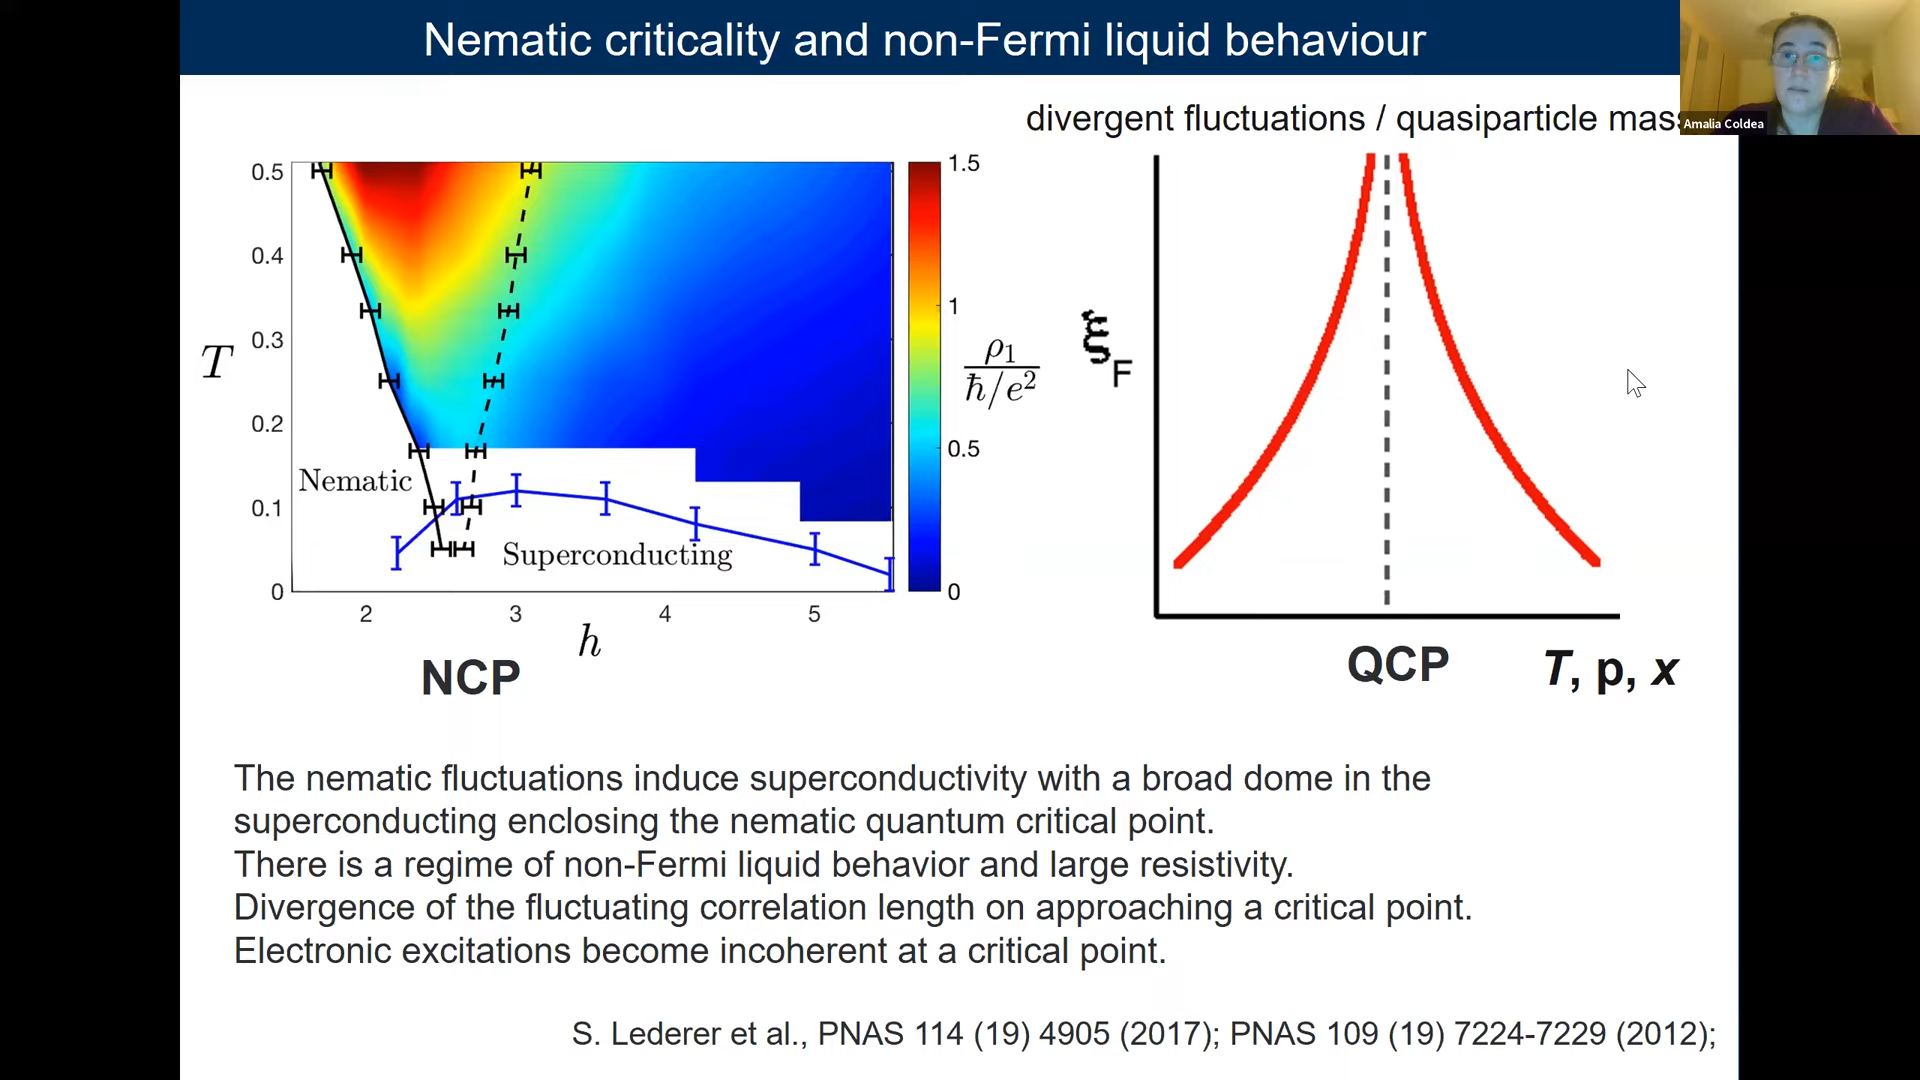 Nematic criticality and non-Fermi liquid behaviour
Amalia Coldea
divergent fluctuations / quasiparticle mass
0.5
0.4
0.3
0.2
0.1
0
T
2
3
4
5
h
Nematic
Superconducting
1.5
1
0.5
0
ρ₁
ħ/e²
NCP
ξ_F
QCP
T, p, x
The nematic fluctuations induce superconductivity with a broad dome in the
superconducting enclosing the nematic quantum critical point.
There is a regime of non-Fermi liquid behavior and large resistivity.
Divergence of the fluctuating correlation length on approaching a critical point.
Electronic excitations become incoherent at a critical point.
S. Lederer et al., PNAS 114 (19) 4905 (2017); PNAS 109 (19) 7224-7229 (2012);